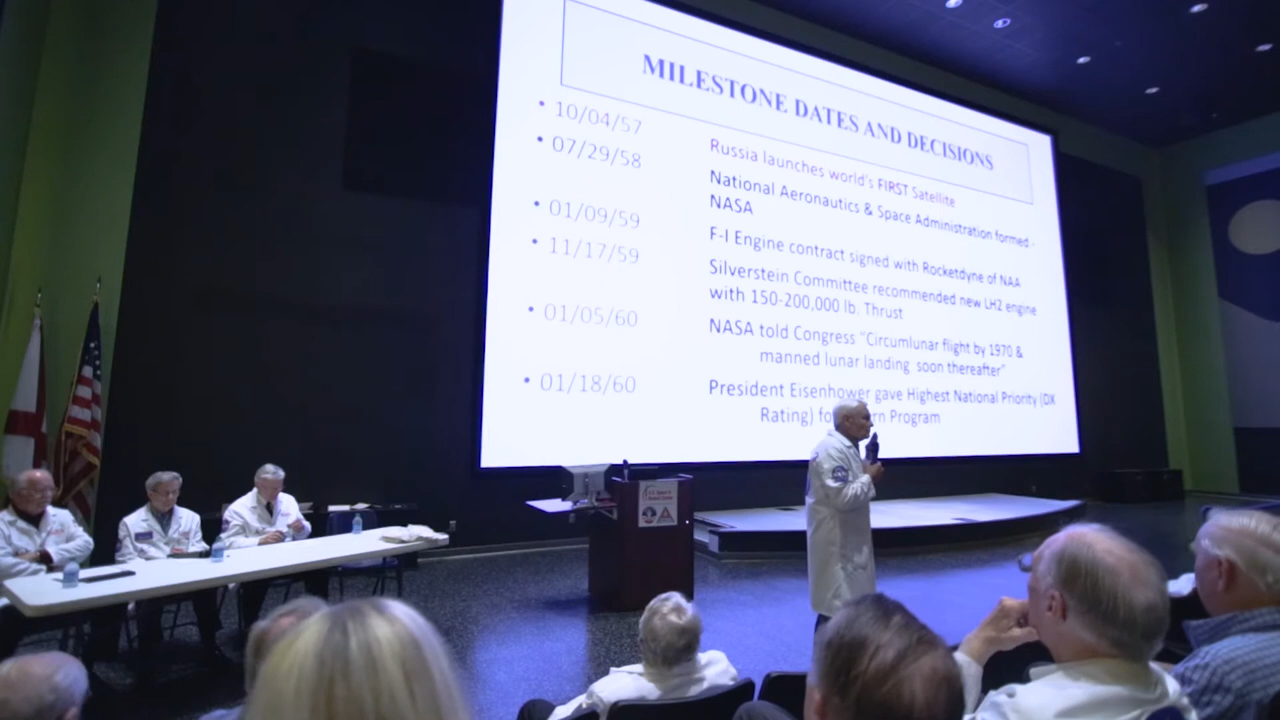 MILESTONE DATES AND DECISIONS
• 10/04/57 Russia launches world's FIRST Satellite
• 07/29/58 National Aeronautics & Space Administration formed -
NASA
• 01/09/59 F-I Engine contract signed with Rocketdyne of NAA
• 11/17/59 Silverstein Committee recommended new LH2 engine
with 150-200,000 lb. Thrust
• 01/05/60 NASA told Congress "Circumlunar flight by 1970 &
manned lunar landing soon thereafter"
• 01/18/60 President Eisenhower gave Highest National Priority (DX
Rating) Program
U.S. Space &
Rocket Center